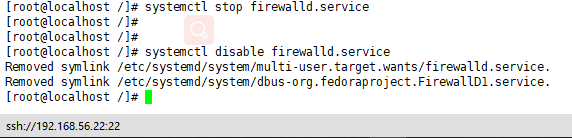 [root@localhost /]# systemctl stop firewalld.service
[root@localhost /]#
[root@localhost /]#
[root@localhost /]# systemctl disable firewalld.service
Removed symlink /etc/systemd/system/multi-user.target.wants/firewalld.service.
Removed symlink /etc/systemd/system/dbus-org.fedoraproject.FirewallD1.service.
[root@localhost /]#
ssh://192.168.56.22:22